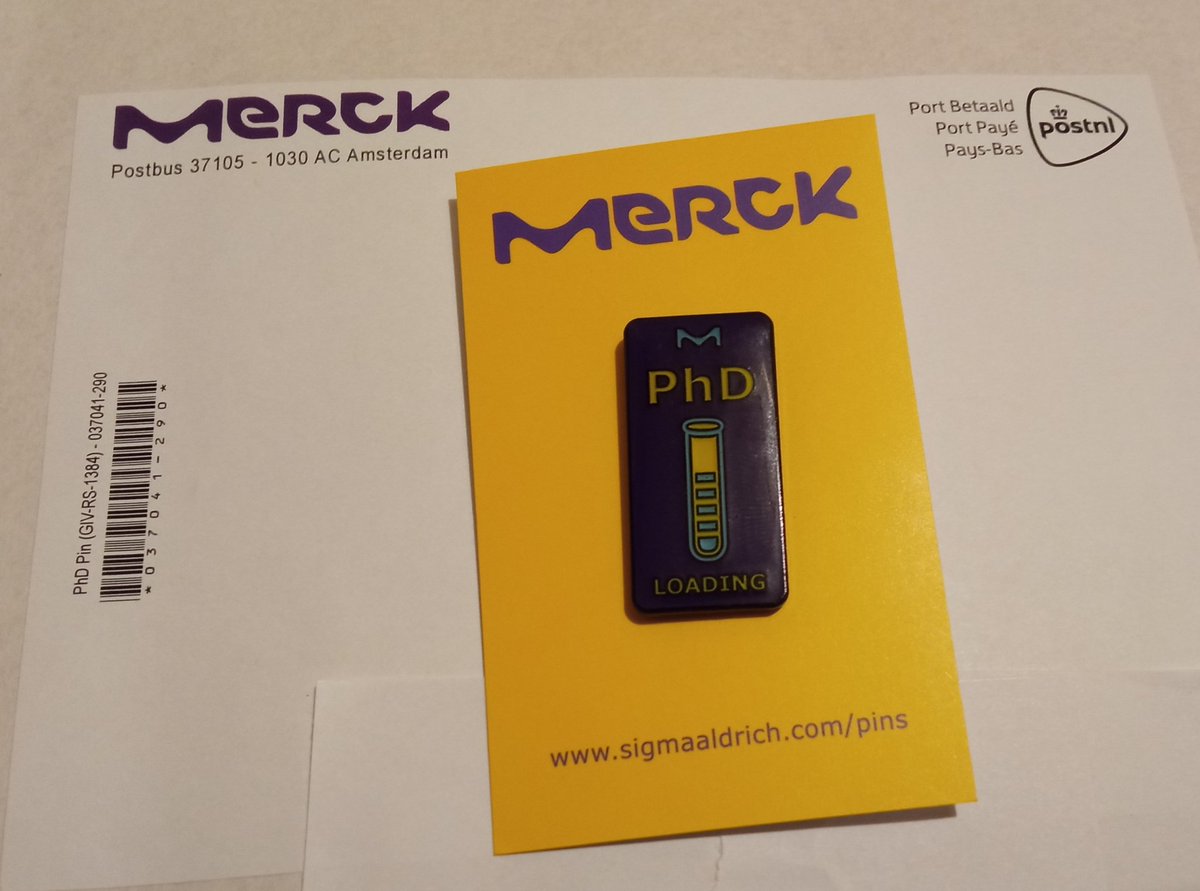 MERCK
Postbus 37105 - 1030 AC Amsterdam
Port Betaald
Port Payé
Pays-Bas
postnl
PhD Pin (GIV-RS-1384) - 037041-290
*037041-290*
MERCK
M
PhD
LOADING
www.sigmaaldrich.com/pins